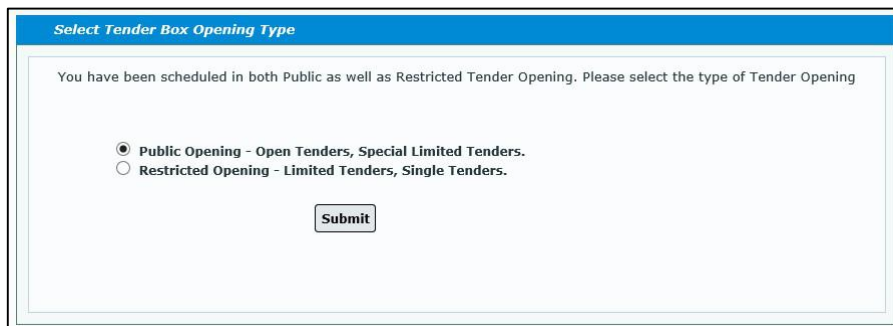 Select Tender Box Opening Type
You have been scheduled in both Public as well as Restricted Tender Opening. Please select the type of Tender Opening
Public Opening - Open Tenders, Special Limited Tenders.
Restricted Opening - Limited Tenders, Single Tenders.
Submit